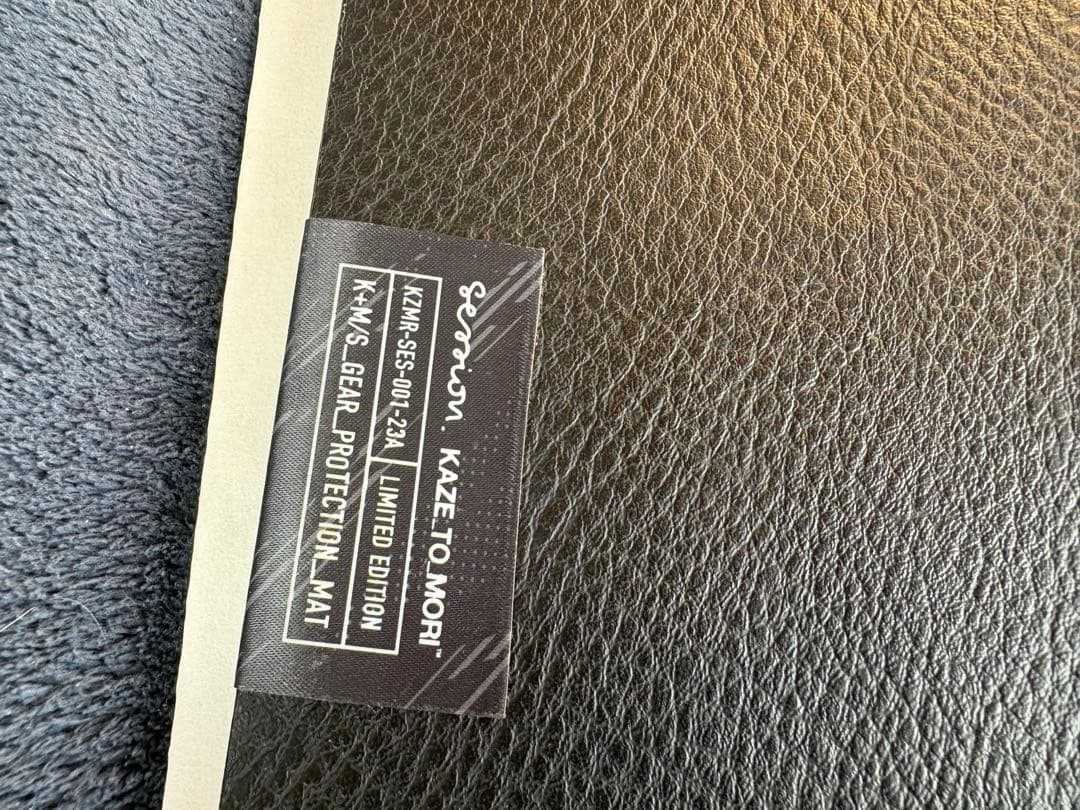 session. KAZE_TO_MORI™
KZMR-SES-001-23A LIMITED EDITION
K+M/S_GEAR_PROTECTION_MAT